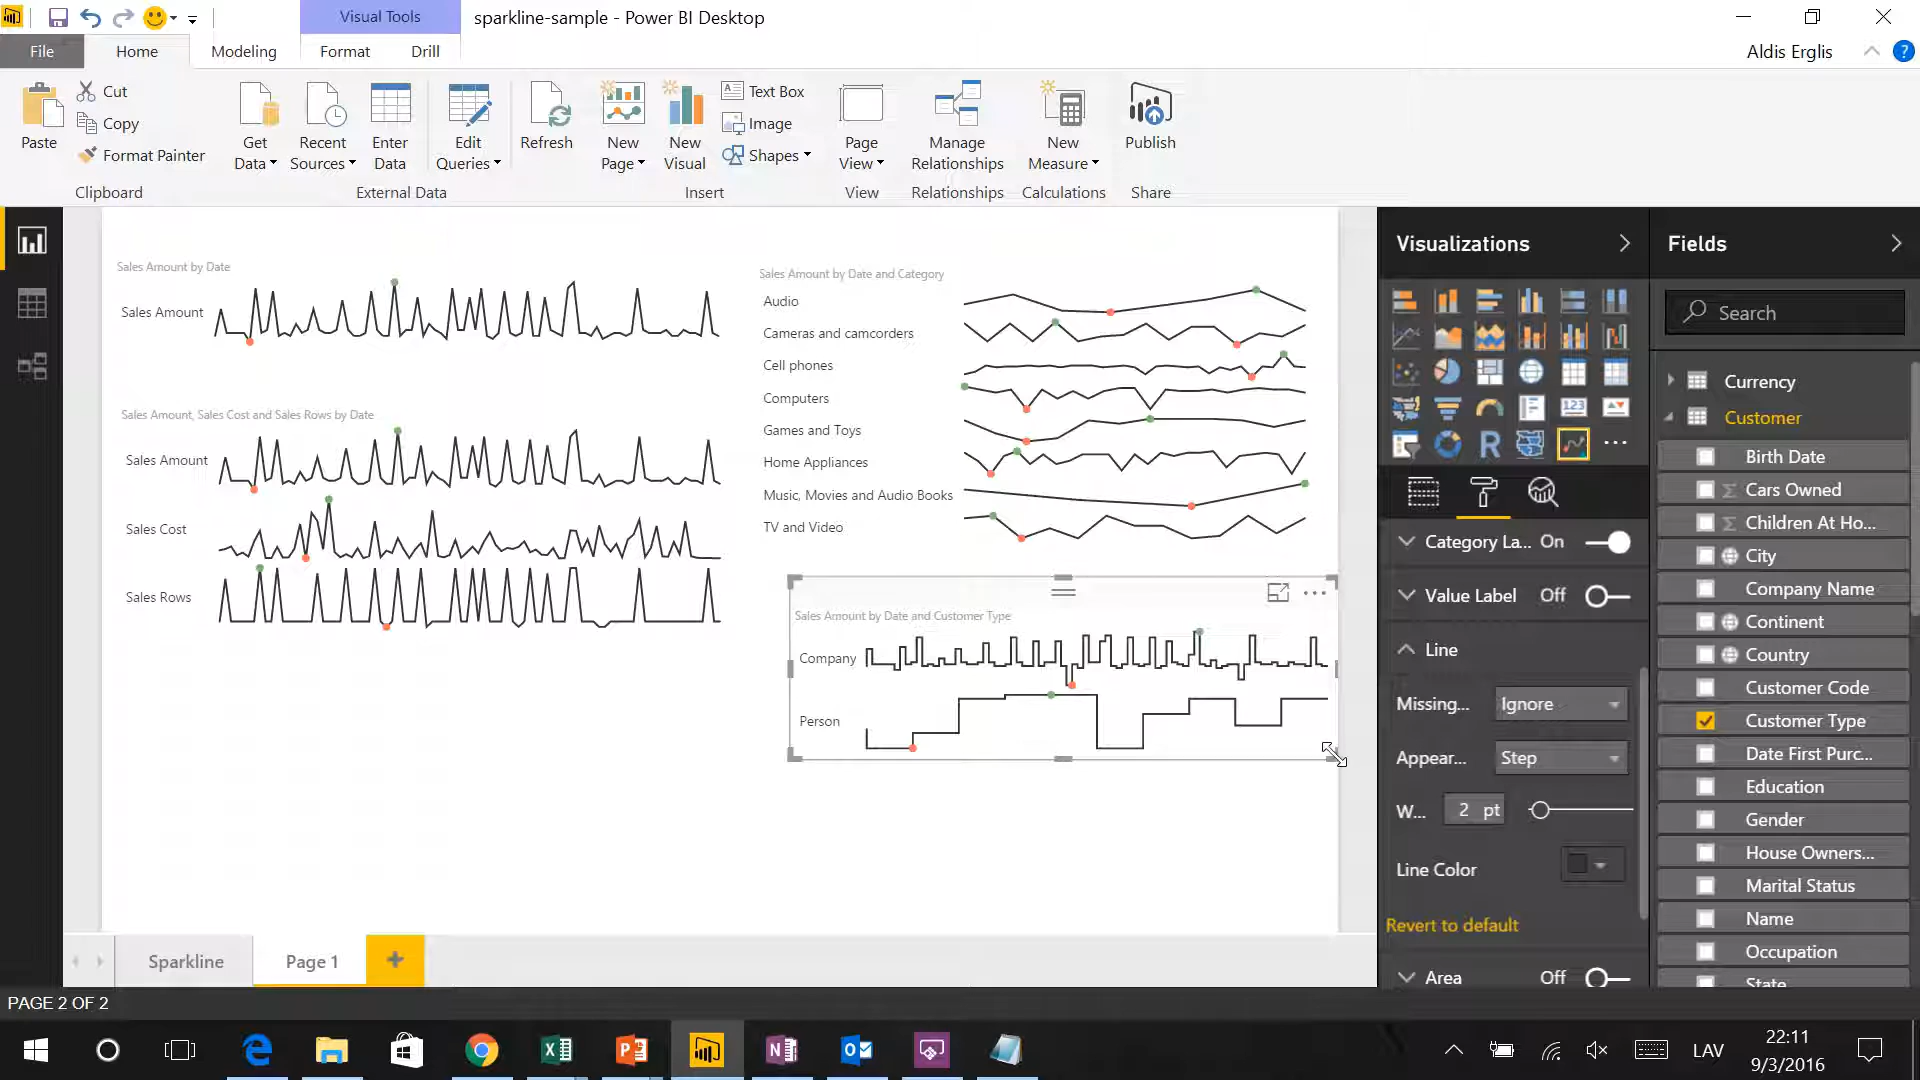 Visual Tools
sparkline-sample - Power BI Desktop
File
Home
Modeling
Format
Drill
Aldis Erglis
?
Paste
Cut
Copy
Format Painter
Clipboard
Get Data
Recent Sources
Enter Data
External Data
Edit Queries
Refresh
New Page
New Visual
Text Box
Image
Shapes
Insert
Page View
View
Manage Relationships
Relationships
New Measure
Calculations
Publish
Share
Sales Amount by Date
Sales Amount
Sales Amount, Sales Cost and Sales Rows by Date
Sales Amount
Sales Cost
Sales Rows
Sales Amount by Date and Category
Audio
Cameras and camcorders
Cell phones
Computers
Games and Toys
Home Appliances
Music, Movies and Audio Books
TV and Video
Sales Amount by Date and Customer Type
Company
Person
Visualizations
123
R
Category La... On
Value Label Off
Line
Missing... Ignore
Appear... Step
W... 2 pt
Line Color
Revert to default
Area Off
Fields
Search
Currency
Customer
Birth Date
Cars Owned
Children At Ho...
City
Company Name
Continent
Country
Customer Code
Customer Type
Date First Purc...
Education
Gender
House Owners...
Marital Status
Name
Occupation
State
Sparkline
Page 1
PAGE 2 OF 2
LAV
22:11
9/3/2016